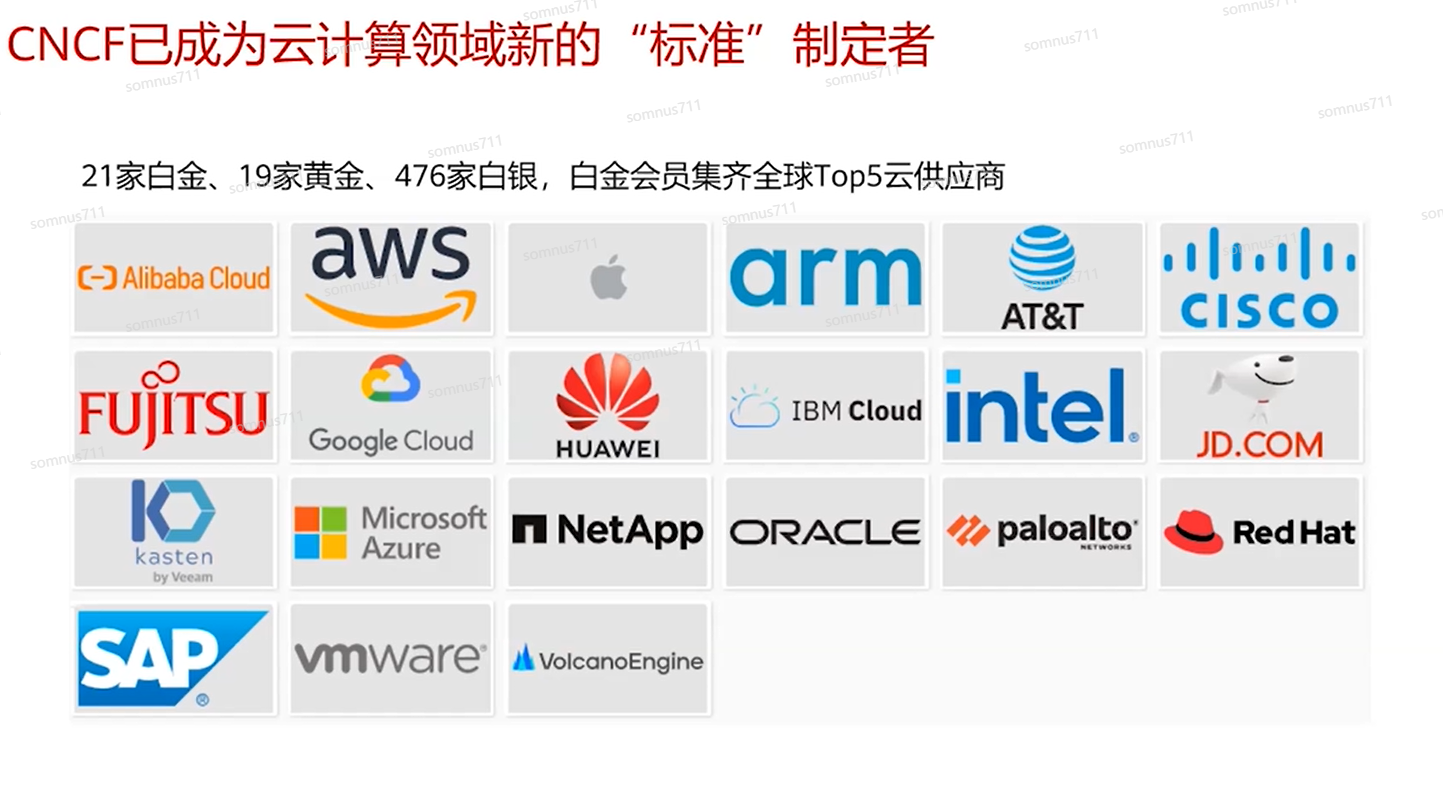 CNCF已成为云计算领域新的“标准”制定者
21家白金、19家黄金、476家白银，白金会员集齐全球Top5云供应商
Alibaba Cloud
aws
arm
AT&T
CISCO
FUJITSU
Google Cloud
HUAWEI
IBM Cloud
intel®
JD.COM
kasten
by Veeam
Microsoft
Azure
NetApp
ORACLE
paloalto®
NETWORKS
Red Hat
SAP®
vmware®
VolcanoEngine
somnus711